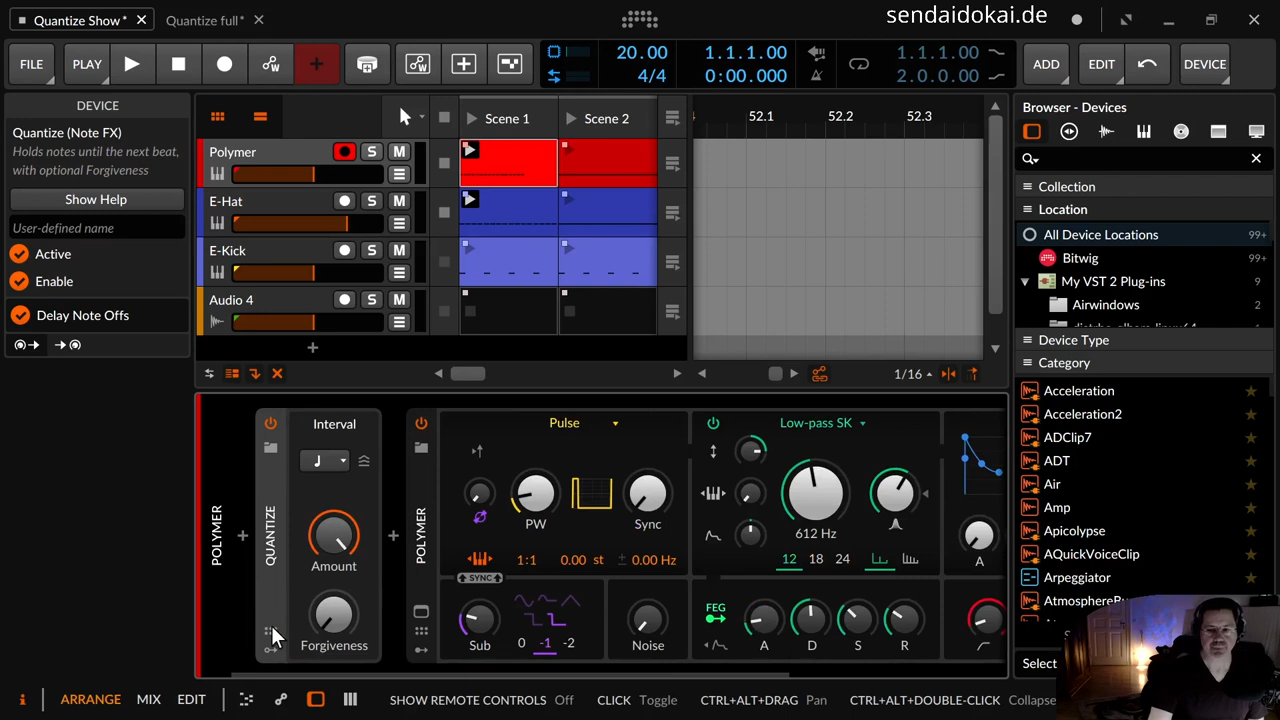 Quantize Show*
Quantize full*
sendaidokai.de
FILE
PLAY
20.00
4/4
1.1.1.00
0:00.000
1.1.1.00
2.0.0.00
ADD
EDIT
DEVICE
DEVICE
Quantize (Note FX)
Holds notes until the next beat,
with optional Forgiveness
Show Help
User-defined name
Active
Enable
Delay Note Offs
Scene 1
Scene 2
Polymer
S
M
E-Hat
S
M
E-Kick
S
M
Audio 4
S
M
52.1
52.2
52.3
1/16
Browser - Devices
Collection
Location
All Device Locations
99+
Bitwig
99+
My VST 2 Plug-ins
9
Airwindows
2
Device Type
Category
Acceleration
Acceleration2
ADClip7
ADT
Air
Amp
Apicolypse
AQuickVoiceClip
Arpeggiator
Select
POLYMER
QUANTIZE
Interval
Amount
Forgiveness
POLYMER
Pulse
PW
Sync
1:1
0.00 st
± 0.00 Hz
SYNC
Sub
0
-1
-2
Noise
Low-pass SK
612 Hz
12
18
24
FEG
A
D
S
R
A
ARRANGE
MIX
EDIT
SHOW REMOTE CONTROLS
Off
CLICK
Toggle
CTRL+ALT+DRAG
Pan
CTRL+ALT+DOUBLE-CLICK
Collapse